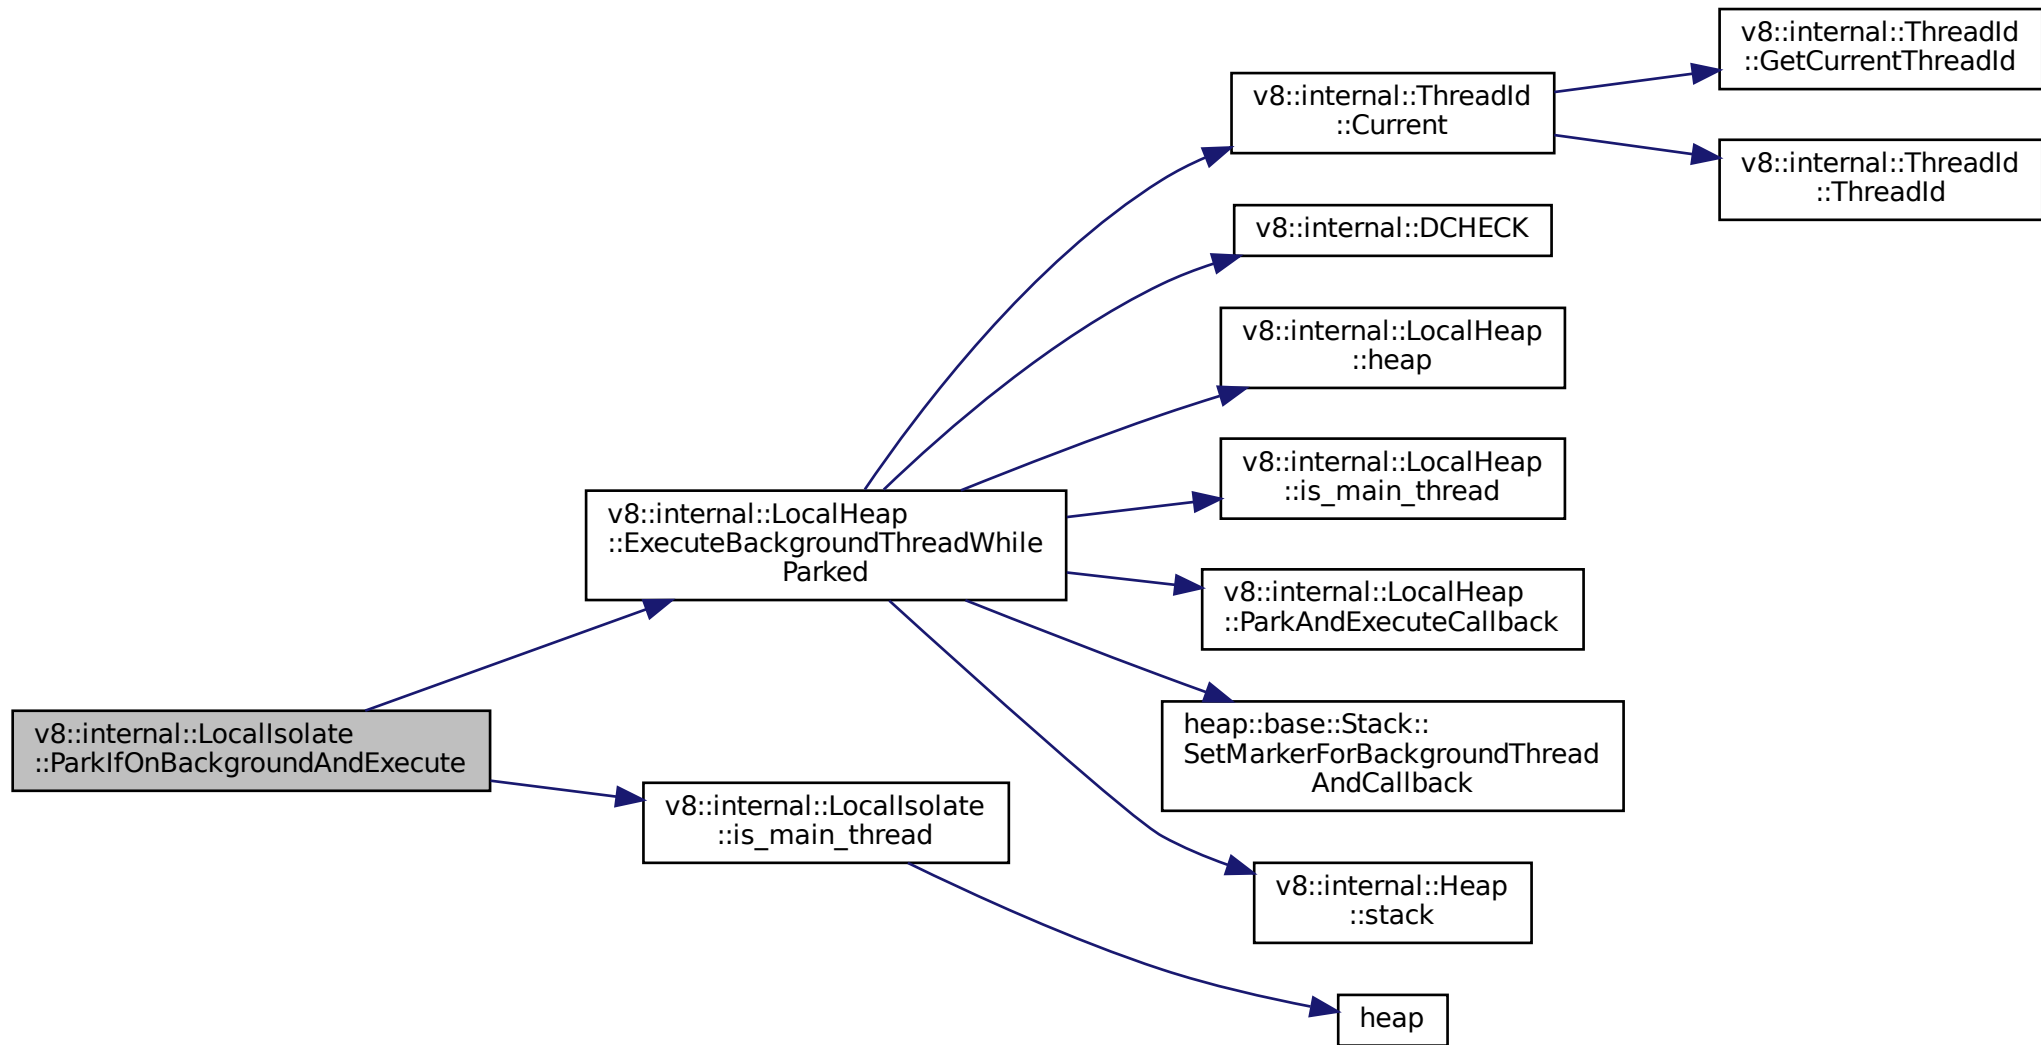 v8::internal::ThreadId
::GetCurrentThreadId
v8::internal::ThreadId
::Current
v8::internal::ThreadId
::ThreadId
v8::internal::DCHECK
v8::internal::LocalHeap
::heap
v8::internal::LocalHeap
::is_main_thread
v8::internal::LocalHeap
::ExecuteBackgroundThreadWhile
Parked
v8::internal::LocalHeap
::ParkAndExecuteCallback
v8::internal::LocalIsolate
::ParkIfOnBackgroundAndExecute
heap::base::Stack::
SetMarkerForBackgroundThread
AndCallback
v8::internal::LocalIsolate
::is_main_thread
v8::internal::Heap
::stack
heap